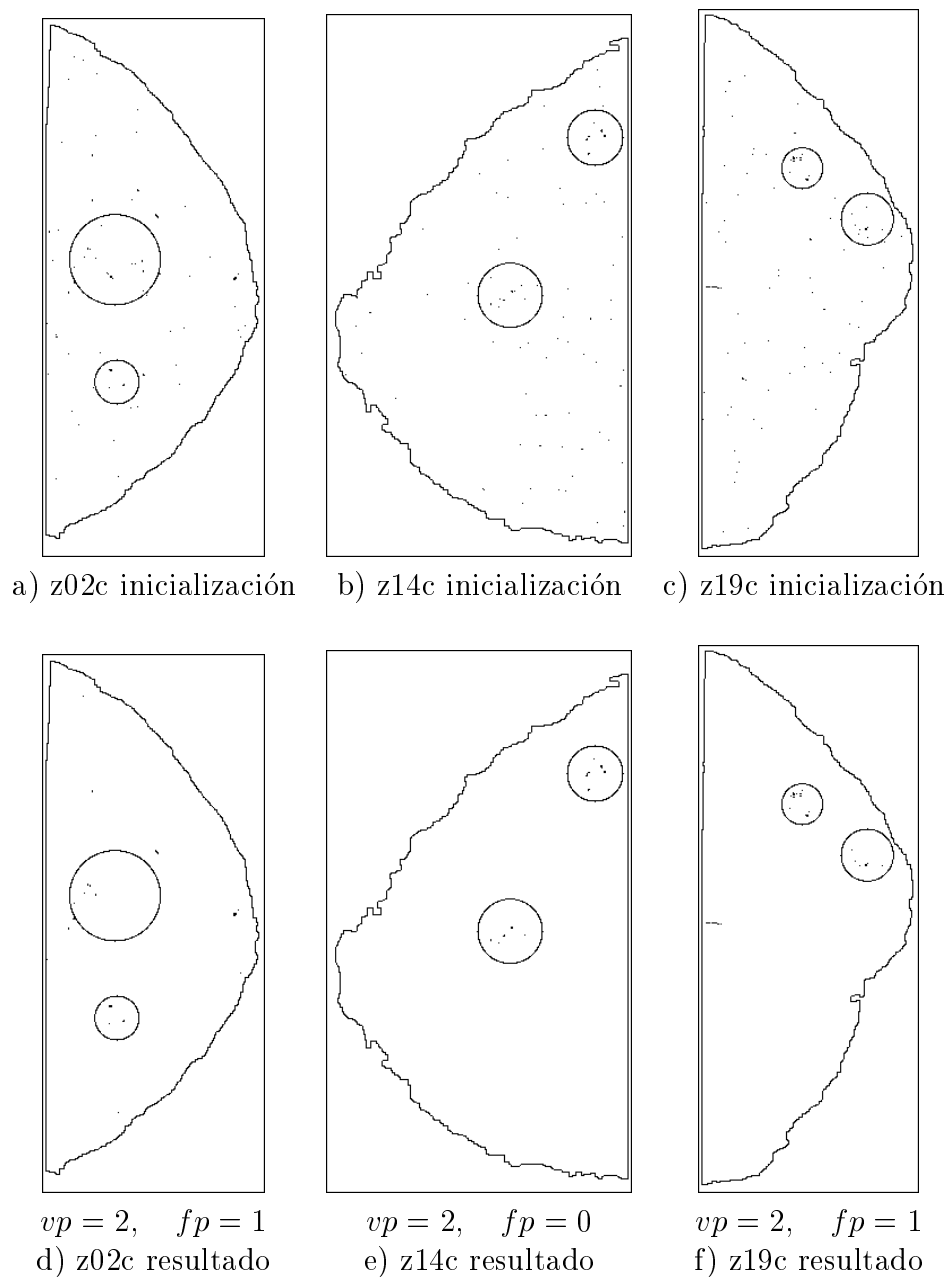 a) z02c inicialización
b) z14c inicialización
c) z19c inicialización
vp = 2, fp = 1
d) z02c resultado
vp = 2, fp = 0
e) z14c resultado
vp = 2, fp = 1
f) z19c resultado